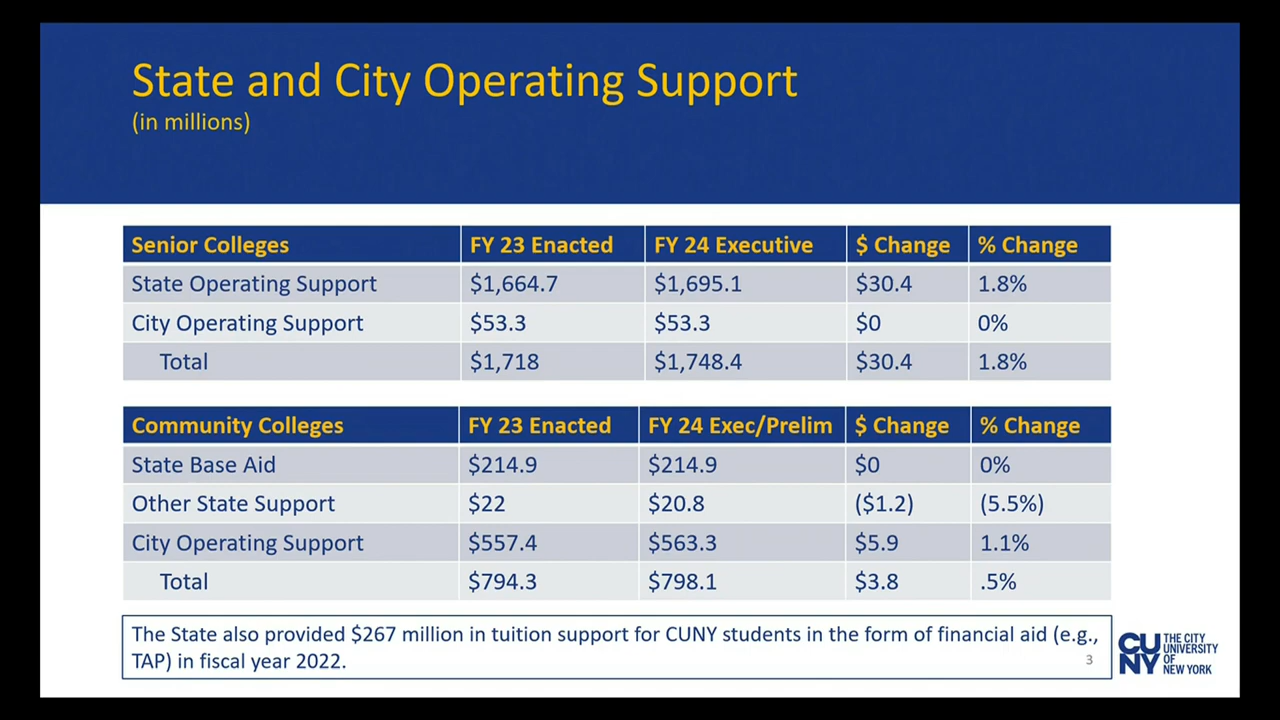 State and City Operating Support
(in millions)
Senior Colleges FY 23 Enacted FY 24 Executive $ Change % Change
State Operating Support $1,664.7 $1,695.1 $30.4 1.8%
City Operating Support $53.3 $53.3 $0 0%
Total $1,718 $1,748.4 $30.4 1.8%
Community Colleges FY 23 Enacted FY 24 Exec/Prelim $ Change % Change
State Base Aid $214.9 $214.9 $0 0%
Other State Support $22 $20.8 ($1.2) (5.5%)
City Operating Support $557.4 $563.3 $5.9 1.1%
Total $794.3 $798.1 $3.8 .5%
The State also provided $267 million in tuition support for CUNY students in the form of financial aid (e.g.,
TAP) in fiscal year 2022.
3
CU
NY
THE CITY
UNIVERSITY
OF
NEW YORK